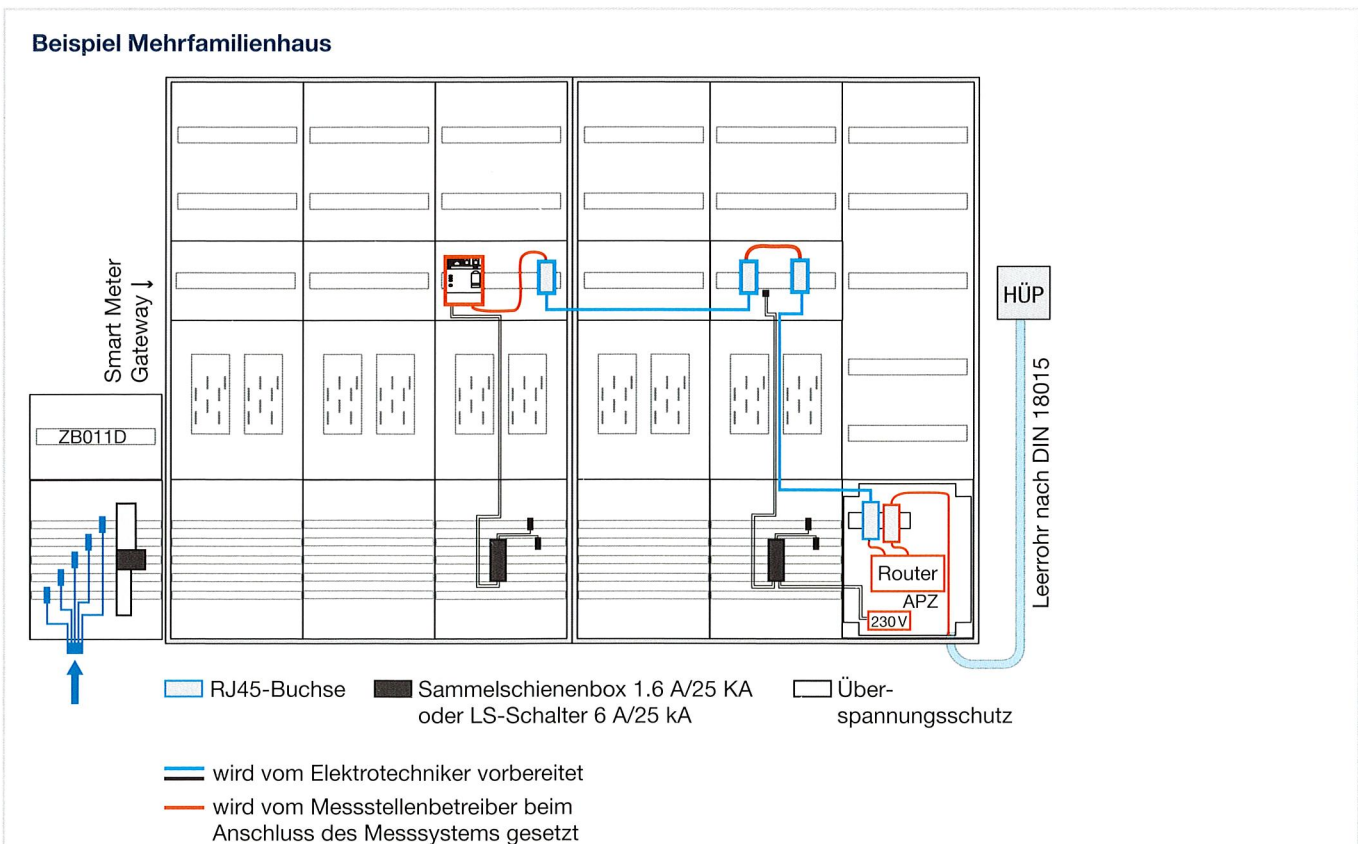 Beispiel Mehrfamilienhaus
Smart Meter
Gateway ↓
ZB011D
HÜP
Leerrohr nach DIN 18015
Router
APZ
230 V
RJ45-Buchse
Sammelschienenbox 1.6 A/25 KA
oder LS-Schalter 6 A/25 kA
Über-
spannungsschutz
wird vom Elektrotechniker vorbereitet
wird vom Messstellenbetreiber beim
Anschluss des Messsystems gesetzt